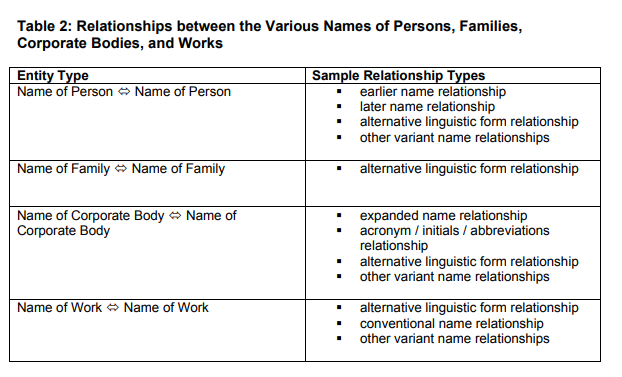 Table 2: Relationships between the Various Names of Persons, Families,
Corporate Bodies, and Works
Entity Type
Sample Relationship Types
Name of Person ⇔ Name of Person
▪ earlier name relationship
▪ later name relationship
▪ alternative linguistic form relationship
▪ other variant name relationships
Name of Family ⇔ Name of Family
▪ alternative linguistic form relationship
Name of Corporate Body ⇔ Name of
Corporate Body
▪ expanded name relationship
▪ acronym / initials / abbreviations
relationship
▪ alternative linguistic form relationship
▪ other variant name relationships
Name of Work ⇔ Name of Work
▪ alternative linguistic form relationship
▪ conventional name relationship
▪ other variant name relationships